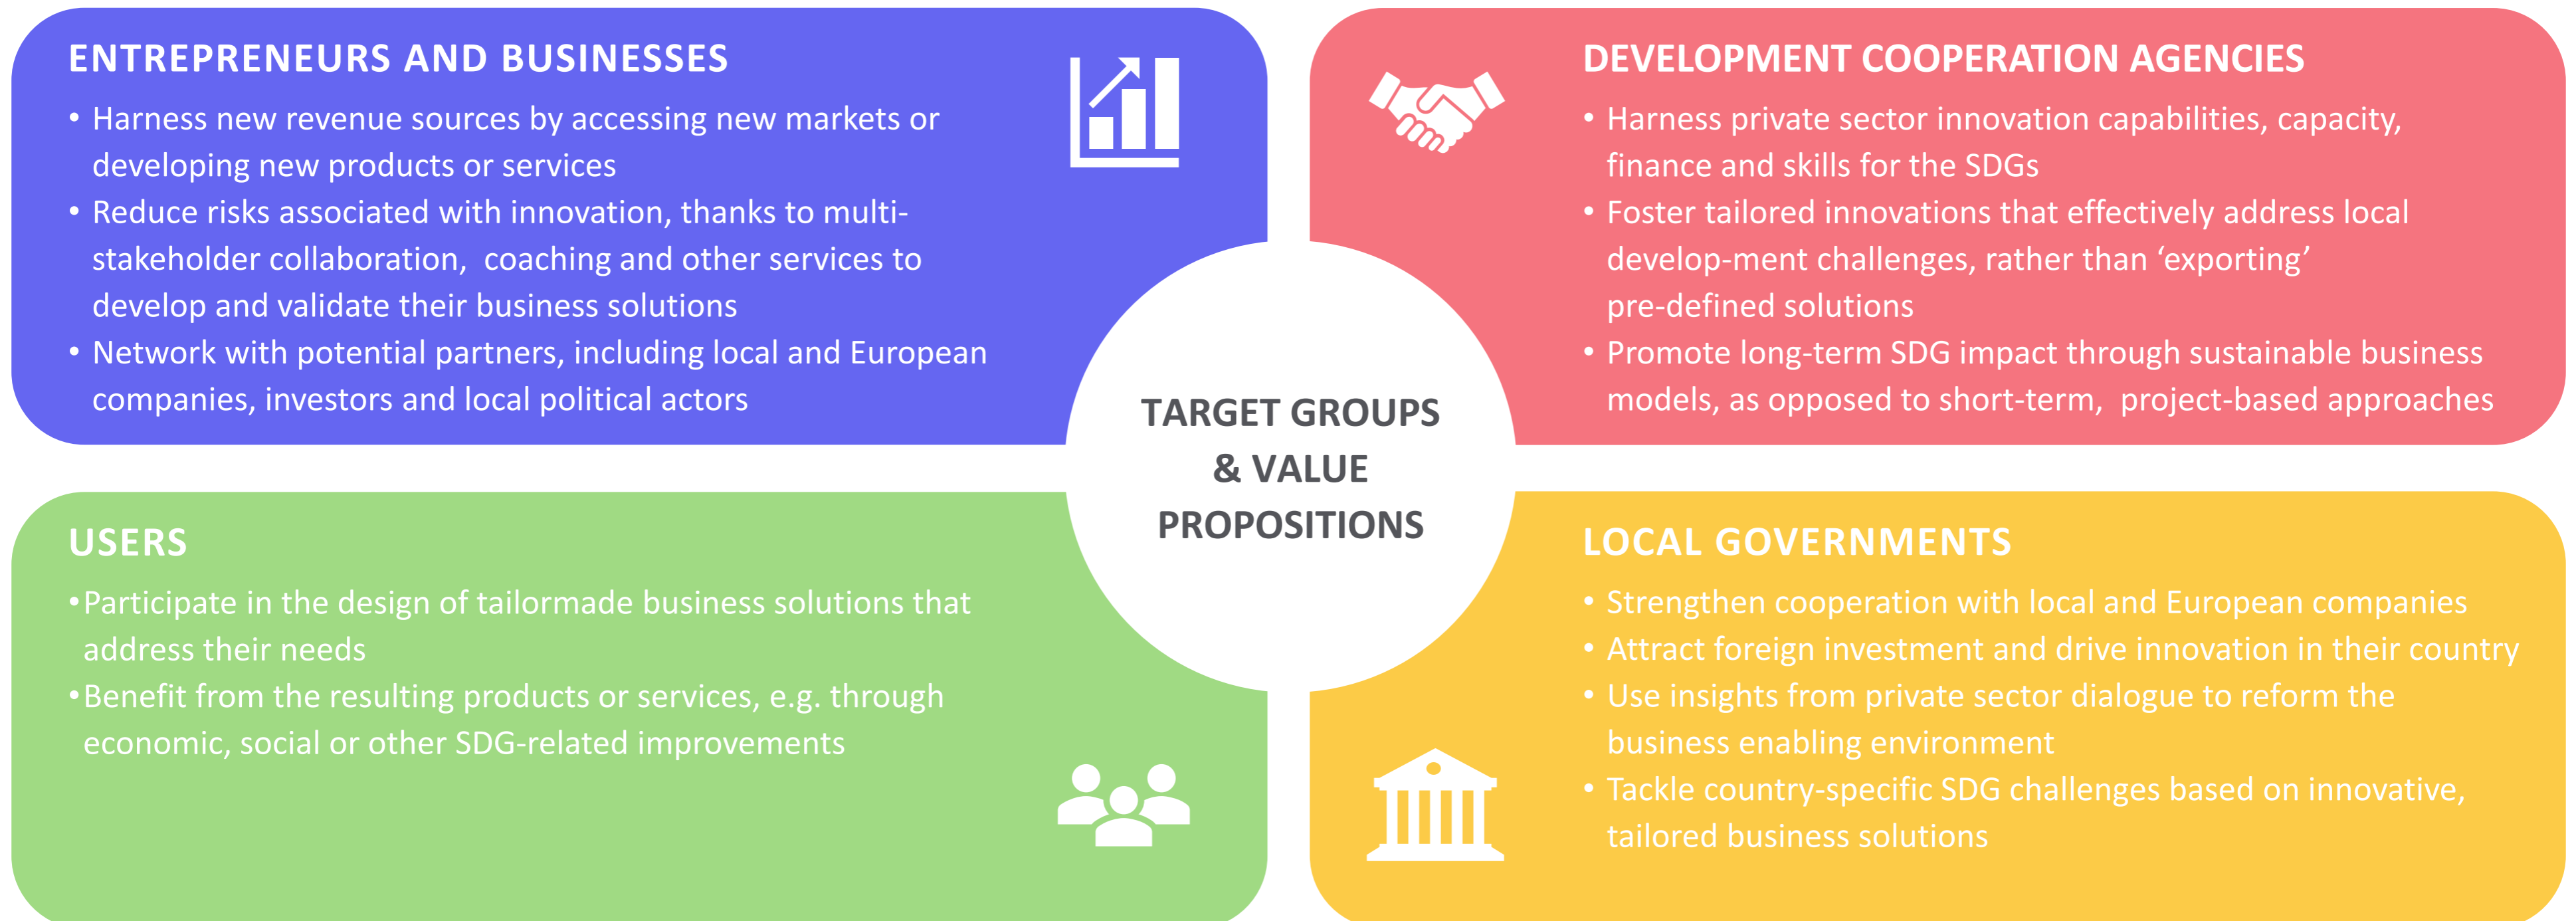 ENTREPRENEURS AND BUSINESSES
• Harness new revenue sources by accessing new markets or
developing new products or services
• Reduce risks associated with innovation, thanks to multi-
stakeholder collaboration,  coaching and other services to
develop and validate their business solutions
• Network with potential partners, including local and European
companies, investors and local political actors
DEVELOPMENT COOPERATION AGENCIES
• Harness private sector innovation capabilities, capacity,
finance and skills for the SDGs
• Foster tailored innovations that effectively address local
develop-ment challenges, rather than ‘exporting’
pre-defined solutions
• Promote long-term SDG impact through sustainable business
models, as opposed to short-term,  project-based approaches
TARGET GROUPS
& VALUE
PROPOSITIONS
USERS
• Participate in the design of tailormade business solutions that
address their needs
• Benefit from the resulting products or services, e.g. through
economic, social or other SDG-related improvements
LOCAL GOVERNMENTS
• Strengthen cooperation with local and European companies
• Attract foreign investment and drive innovation in their country
• Use insights from private sector dialogue to reform the
business enabling environment
• Tackle country-specific SDG challenges based on innovative,
tailored business solutions